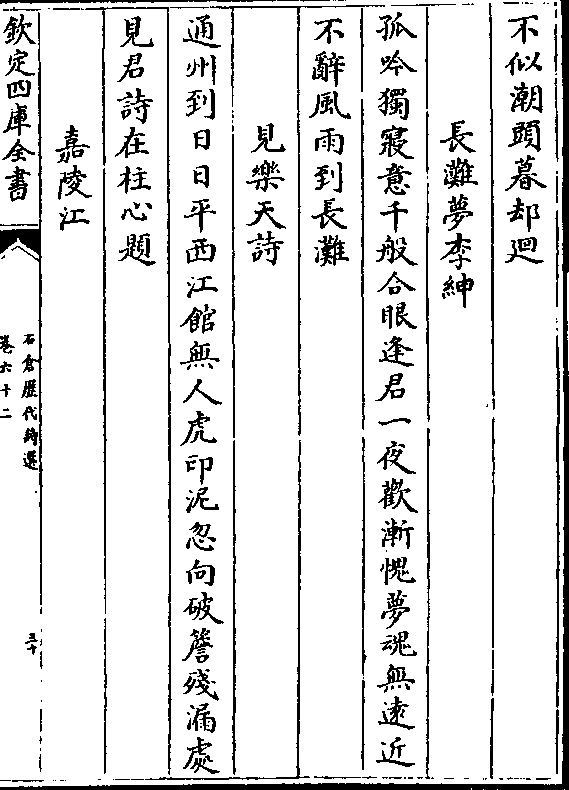 不似潮頭暮却迴
長灘夢李紳
孤吟獨寢意千般合眼逢君一夜歡漸愧夢魂無遠近
不辭風雨到長灘
見樂天詩
通州到日日平西江館無人虎印泥忽向破簷殘漏處
見君詩在柱心題
嘉陵江
欽定四庫全書
石倉歷代詩選
卷六十二
三十